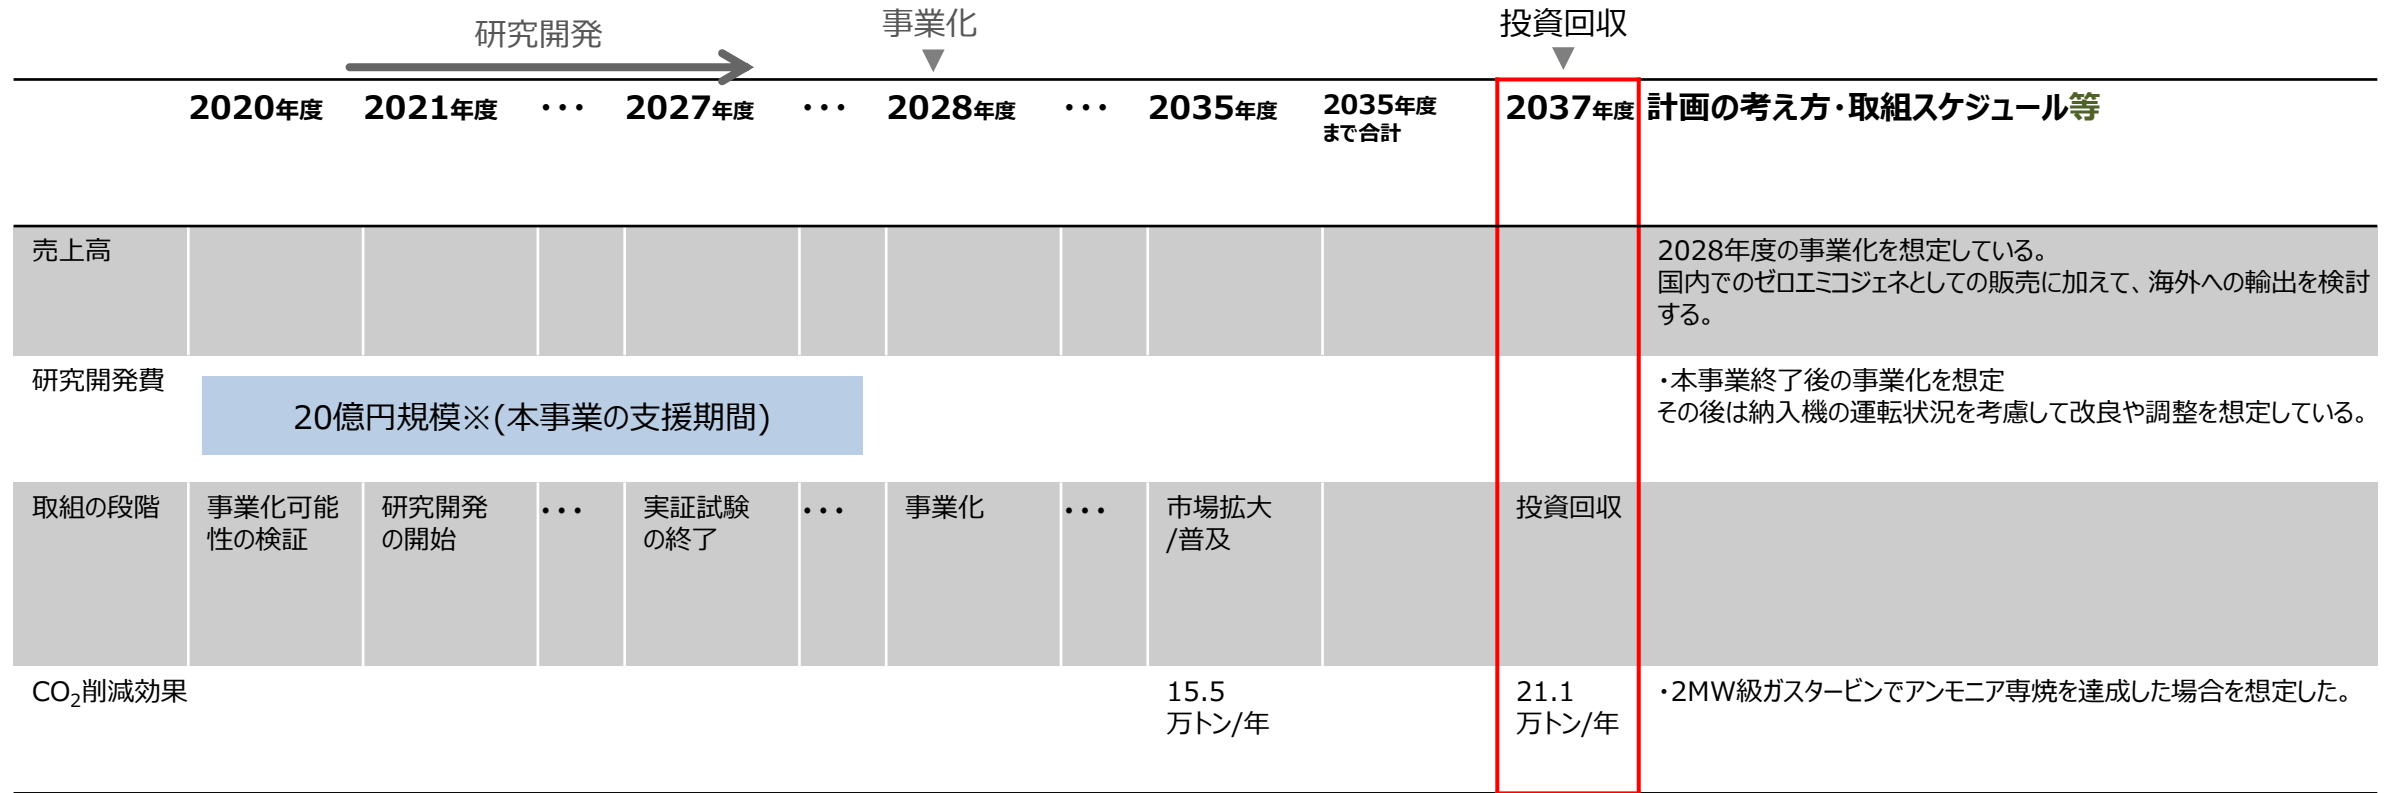 研究開発
事業化
投資回収
2020年度
2021年度
・・・
2027年度
・・・
2028年度
・・・
2035年度
2035年度
まで合計
2037年度
計画の考え方・取組スケジュール等
売上高
2028年度の事業化を想定している。
国内でのゼロエミコジェネとしての販売に加えて、海外への輸出を検討
する。
研究開発費
20億円規模※(本事業の支援期間)
・本事業終了後の事業化を想定
その後は納入機の運転状況を考慮して改良や調整を想定している。
取組の段階
事業化可能
性の検証
研究開発
の開始
・・・
実証試験
の終了
・・・
事業化
・・・
市場拡大
/普及
投資回収
CO₂削減効果
15.5
万トン/年
21.1
万トン/年
・2MW級ガスタービンでアンモニア専焼を達成した場合を想定した。